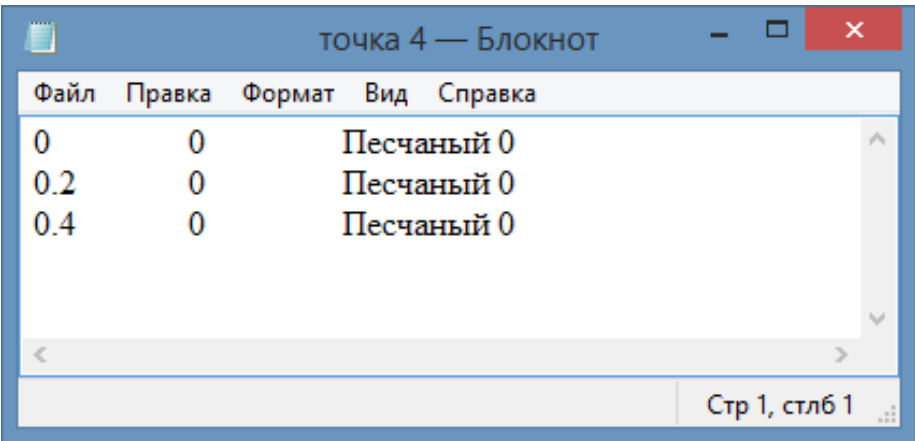 точка 4 — Блокнот
Файл Правка Формат Вид Справка
0 0 Песчаный 0
0.2 0 Песчаный 0
0.4 0 Песчаный 0
Стр 1, стлб 1